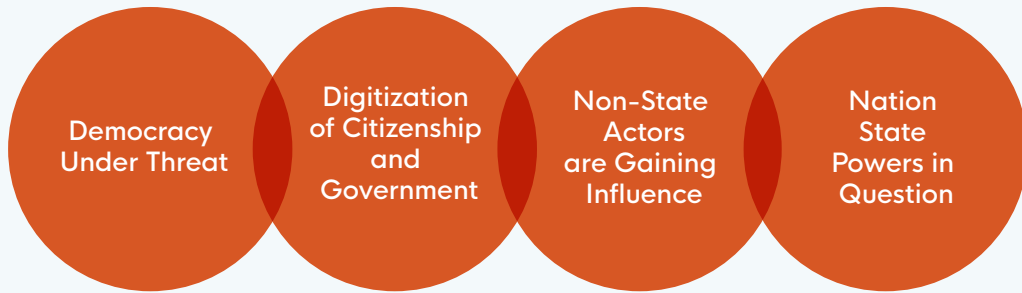 Democracy
Under Threat
Digitization
of Citizenship
and
Government
Non-State
Actors
are Gaining
Influence
Nation
State
Powers in
Question